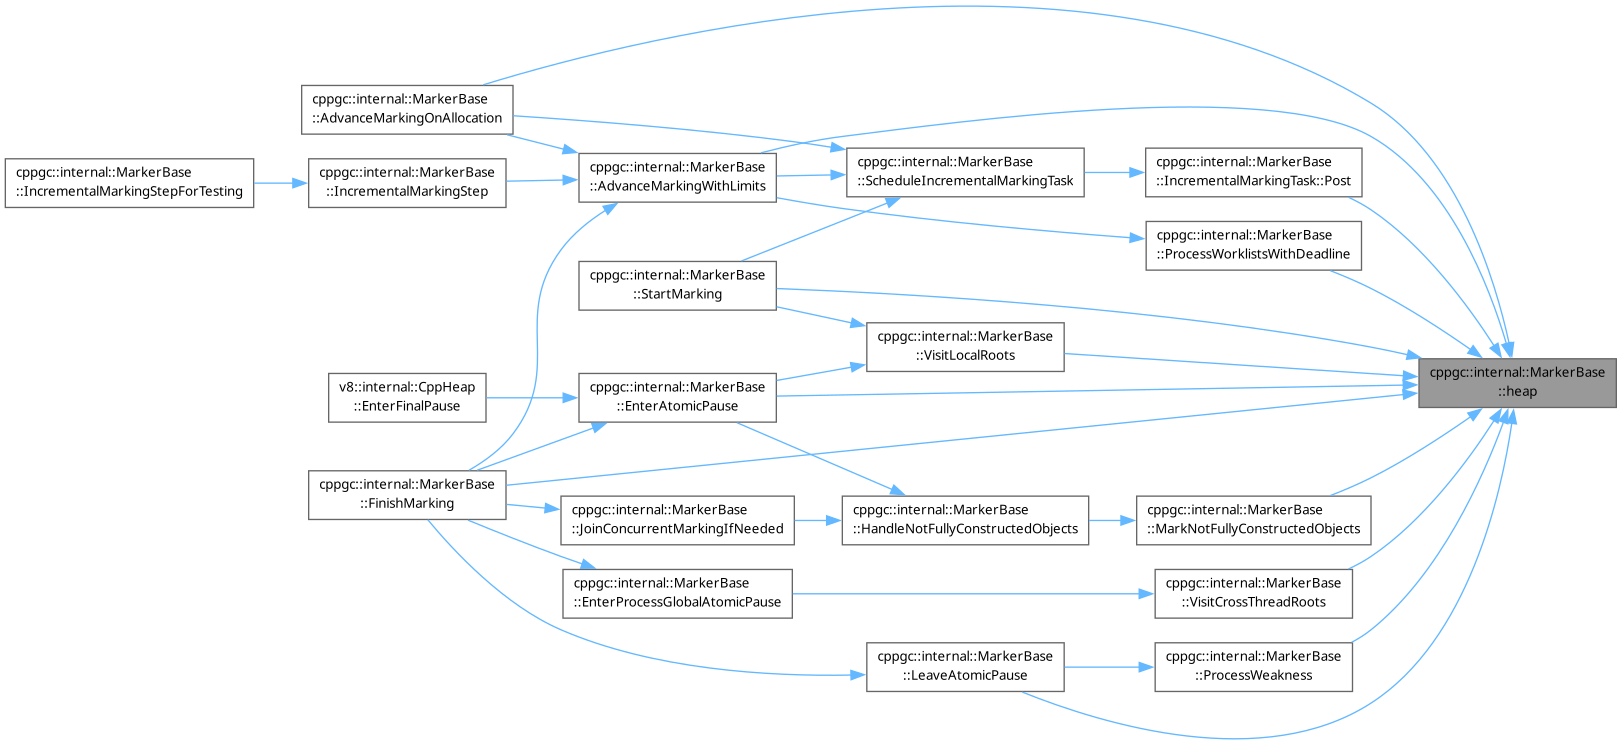 cppgc::internal::MarkerBase
::AdvanceMarkingOnAllocation
cppgc::internal::MarkerBase
::IncrementalMarkingStepForTesting
cppgc::internal::MarkerBase
::IncrementalMarkingStep
cppgc::internal::MarkerBase
::AdvanceMarkingWithLimits
cppgc::internal::MarkerBase
::ScheduleIncrementalMarkingTask
cppgc::internal::MarkerBase
::IncrementalMarkingTask::Post
cppgc::internal::MarkerBase
::ProcessWorklistsWithDeadline
cppgc::internal::MarkerBase
::StartMarking
cppgc::internal::MarkerBase
::VisitLocalRoots
cppgc::internal::MarkerBase
::heap
v8::internal::CppHeap
::EnterFinalPause
cppgc::internal::MarkerBase
::EnterAtomicPause
cppgc::internal::MarkerBase
::FinishMarking
cppgc::internal::MarkerBase
::JoinConcurrentMarkingIfNeeded
cppgc::internal::MarkerBase
::HandleNotFullyConstructedObjects
cppgc::internal::MarkerBase
::MarkNotFullyConstructedObjects
cppgc::internal::MarkerBase
::EnterProcessGlobalAtomicPause
cppgc::internal::MarkerBase
::VisitCrossThreadRoots
cppgc::internal::MarkerBase
::LeaveAtomicPause
cppgc::internal::MarkerBase
::ProcessWeakness